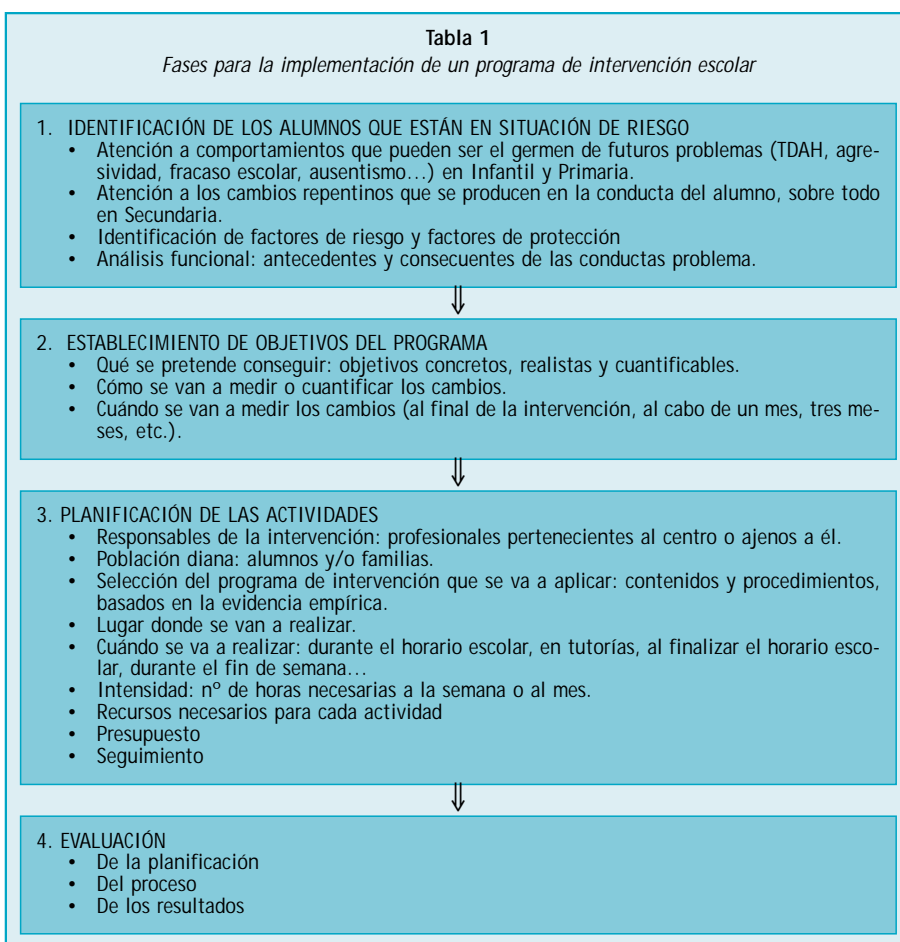 Tabla 1
Fases para la implementación de un programa de intervención escolar
1. IDENTIFICACIÓN DE LOS ALUMNOS QUE ESTÁN EN SITUACIÓN DE RIESGO
• Atención a comportamientos que pueden ser el germen de futuros problemas (TDAH, agre-
sividad, fracaso escolar, ausentismo…) en Infantil y Primaria.
• Atención a los cambios repentinos que se producen en la conducta del alumno, sobre todo
en Secundaria.
• Identificación de factores de riesgo y factores de protección
• Análisis funcional: antecedentes y consecuentes de las conductas problema.
⇓
2. ESTABLECIMIENTO DE OBJETIVOS DEL PROGRAMA
• Qué se pretende conseguir: objetivos concretos, realistas y cuantificables.
• Cómo se van a medir o cuantificar los cambios.
• Cuándo se van a medir los cambios (al final de la intervención, al cabo de un mes, tres me-
ses, etc.).
⇓
3. PLANIFICACIÓN DE LAS ACTIVIDADES
• Responsables de la intervención: profesionales pertenecientes al centro o ajenos a él.
• Población diana: alumnos y/o familias.
• Selección del programa de intervención que se va a aplicar: contenidos y procedimientos,
basados en la evidencia empírica.
• Lugar donde se van a realizar.
• Cuándo se va a realizar: durante el horario escolar, en tutorías, al finalizar el horario esco-
lar, durante el fin de semana…
• Intensidad: nº de horas necesarias a la semana o al mes.
• Recursos necesarios para cada actividad
• Presupuesto
• Seguimiento
⇓
4. EVALUACIÓN
• De la planificación
• Del proceso
• De los resultados